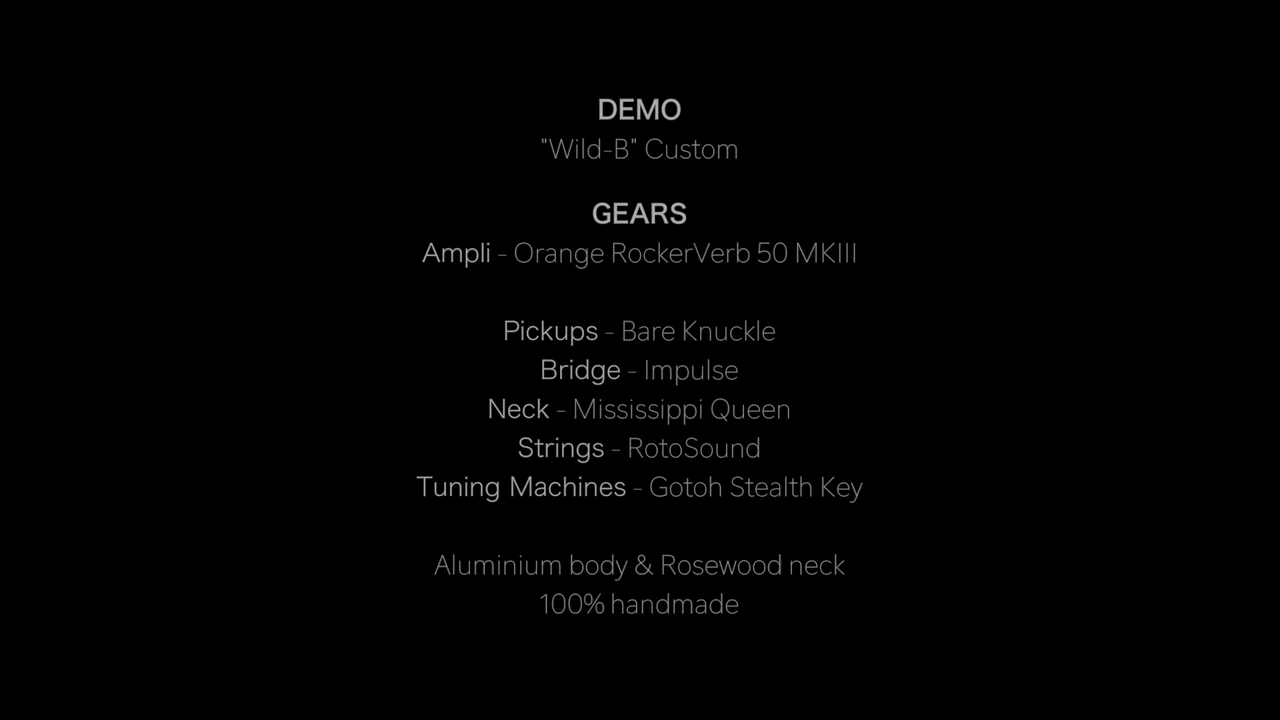 DEMO
"Wild-B" Custom
GEARS
Ampli - Orange RockerVerb 50 MKIII
Pickups - Bare Knuckle
Bridge - Impulse
Neck - Mississippi Queen
Strings - RotoSound
Tuning Machines - Gotoh Stealth Key
Aluminium body & Rosewood neck
100% handmade